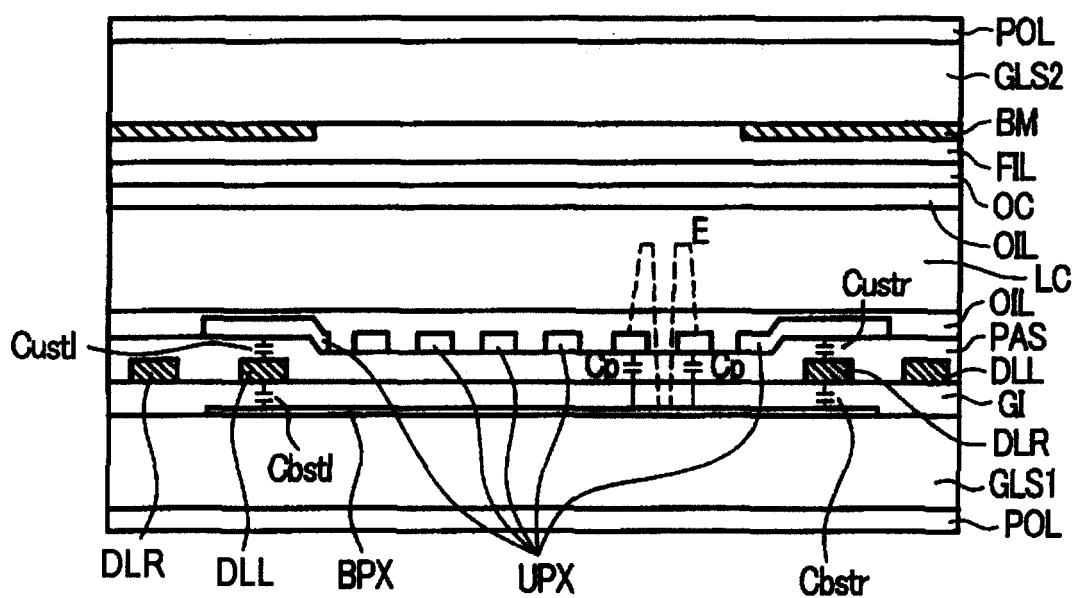 POL
GLS2
BM
FIL
OC
OIL
LC
E
Custr
OIL
Custl
PAS
Cp Cp
DLL
GI
DLR
Cbstl
GLS1
POL
DLR
DLL
BPX
UPX
Cbstr